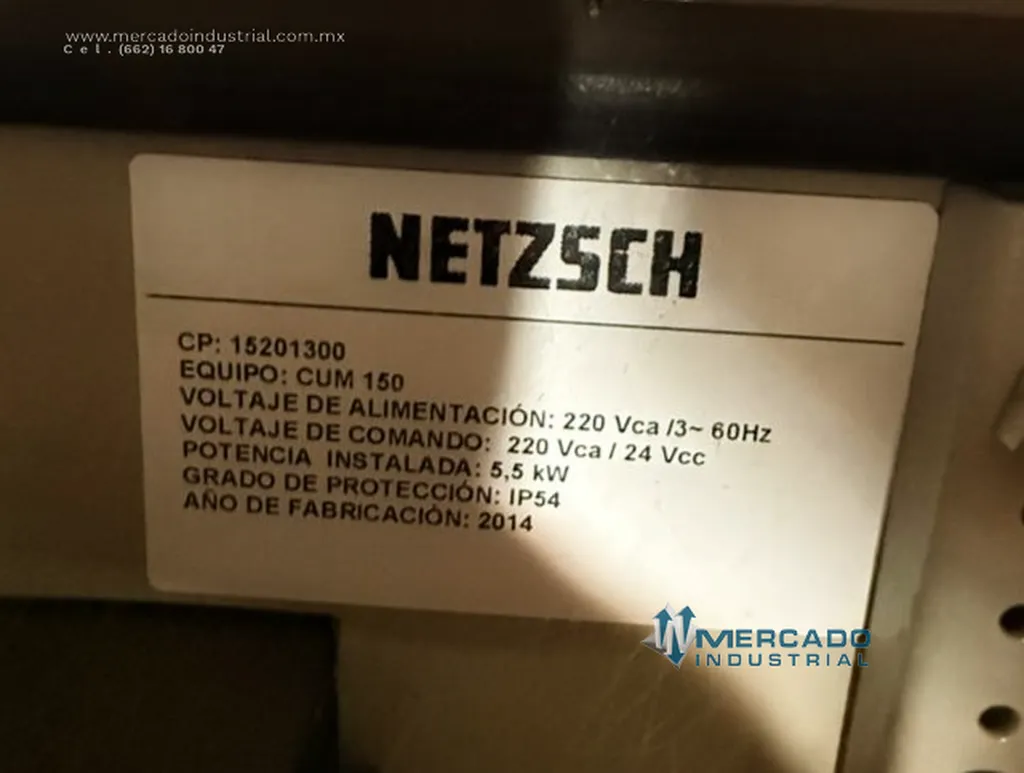 www.mercadoindustrial.com.mx
Cel. (662) 16 800 47
NETZSCH
CP: 15201300
EQUIPO: CUM 150
VOLTAJE DE ALIMENTACIÓN: 220 Vca /3~ 60Hz
VOLTAJE DE COMANDO: 220 Vca / 24 Vcc
POTENCIA INSTALADA: 5,5 kW
GRADO DE PROTECCIÓN: IP54
AÑO DE FABRICACIÓN: 2014
MERCADO
INDUSTRIAL